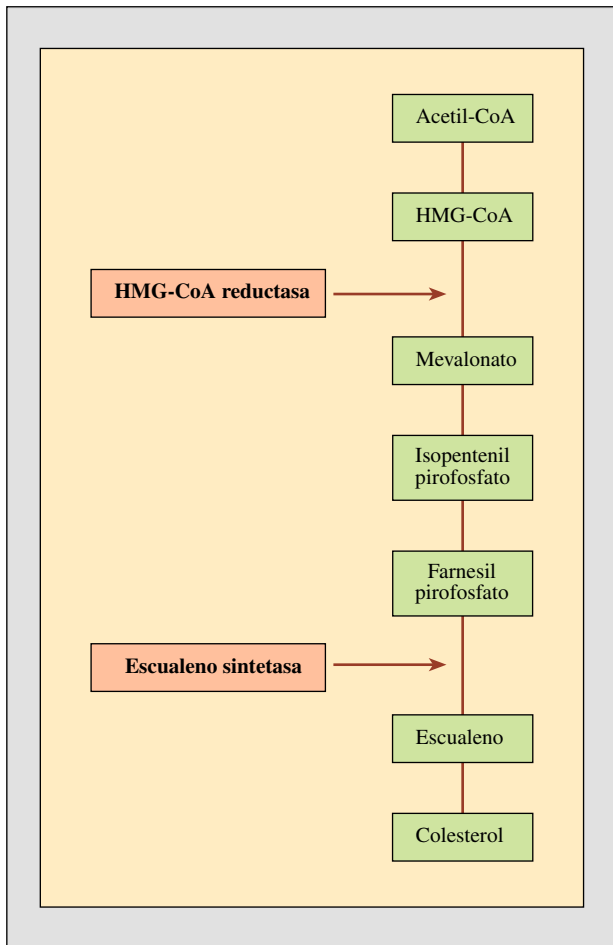 Acetil-CoA
HMG-CoA
HMG-CoA reductasa
Mevalonato
Isopentenil
pirofosfato
Farnesil
pirofosfato
Escualeno sintetasa
Escualeno
Colesterol